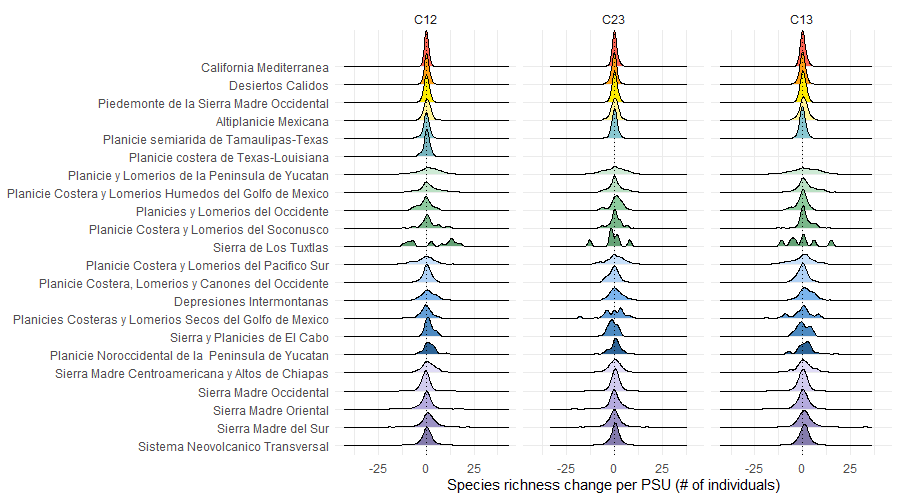 C12 C23 C13
California Mediterranea
Desiertos Calidos
Piedemonte de la Sierra Madre Occidental
Altiplanicie Mexicana
Planicie semiarida de Tamaulipas-Texas
Planicie costera de Texas-Louisiana
Planicie y Lomerios de la Peninsula de Yucatan
Planicie Costera y Lomerios Humedos del Golfo de Mexico
Planicies y Lomerios del Occidente
Planicie Costera y Lomerios del Soconusco
Sierra de Los Tuxtlas
Planicie Costera y Lomerios del Pacifico Sur
Planicie Costera, Lomerios y Canones del Occidente
Depresiones Intermontanas
Planicies Costeras y Lomerios Secos del Golfo de Mexico
Sierra y Planicies de El Cabo
Planicie Noroccidental de la Peninsula de Yucatan
Sierra Madre Centroamericana y Altos de Chiapas
Sierra Madre Occidental
Sierra Madre Oriental
Sierra Madre del Sur
Sistema Neovolcanico Transversal
-25 0 25 -25 0 25 -25 0 25
Species richness change per PSU (# of individuals)